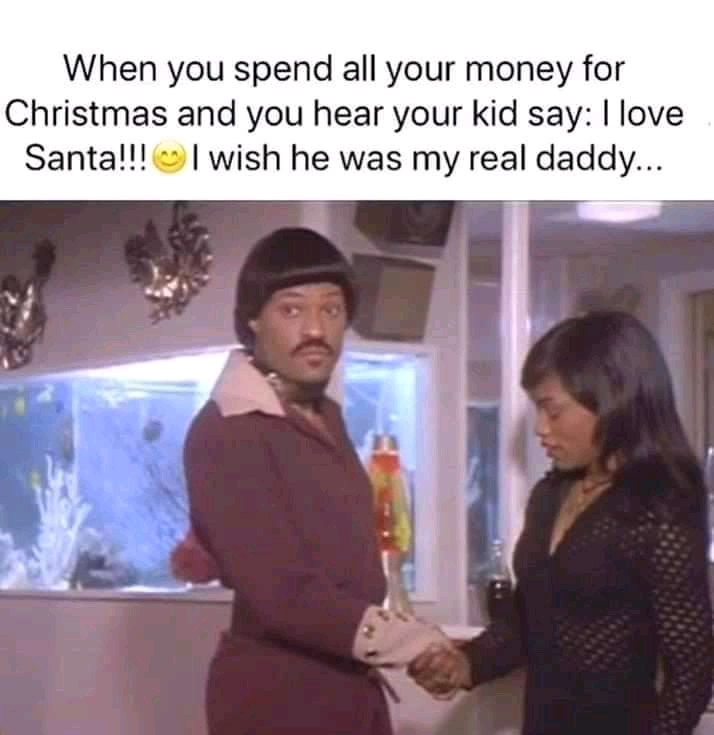 When you spend all your money for
Christmas and you hear your kid say: I love
Santa!!!😊I wish he was my real daddy...